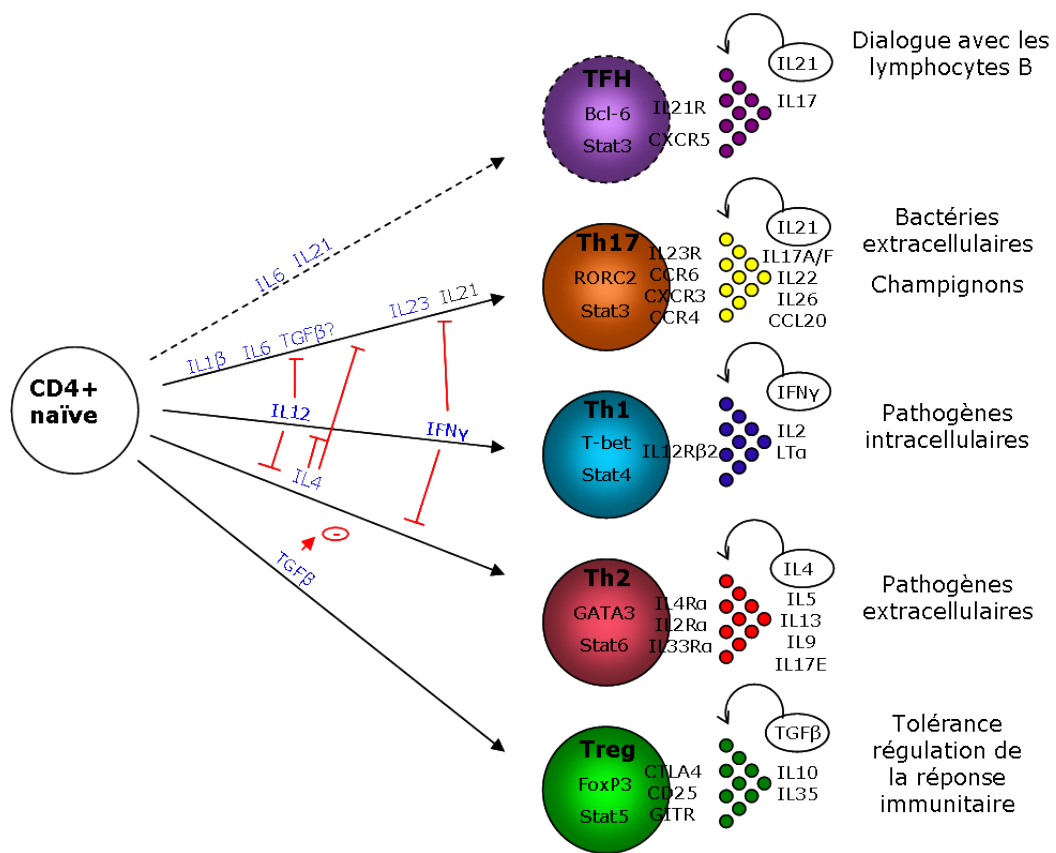 CD4+
naïve
IL6 IL21
IL1β IL6 TGFβ?
IL23 IL21
IL12
IFNγ
IL4
TGFβ
-
TFH
Bcl-6
Stat3
IL21R
CXCR5
IL21
IL17
Dialogue avec les
lymphocytes B
Th17
RORC2
Stat3
IL23R
CCR6
CXCR3
CCR4
IL21
IL17A/F
IL22
IL26
CCL20
Bactéries
extracellulaires
Champignons
Th1
T-bet
Stat4
IL12Rβ2
IFNγ
IL2
LTα
Pathogènes
intracellulaires
Th2
GATA3
Stat6
IL4Rα
IL2Rα
IL33Rα
IL4
IL5
IL13
IL9
IL17E
Pathogènes
extracellulaires
Treg
FoxP3
Stat5
CTLA4
CD25
GITR
TGFβ
IL10
IL35
Tolérance
régulation de
la réponse
immunitaire